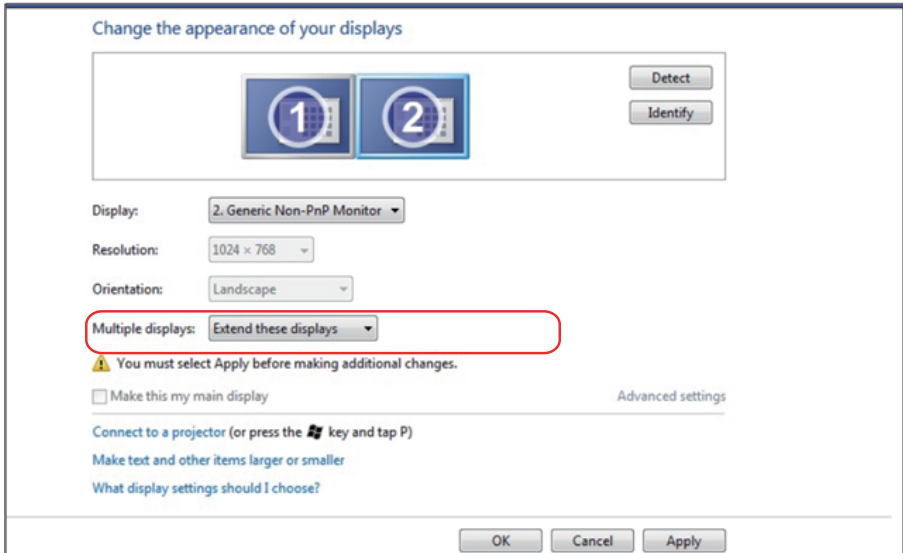 Change the appearance of your displays
1 2
Detect
Identify
Display: 2. Generic Non-PnP Monitor
Resolution: 1024 × 768
Orientation: Landscape
Multiple displays: Extend these displays
You must select Apply before making additional changes.
Make this my main display Advanced settings
Connect to a projector (or press the key and tap P)
Make text and other items larger or smaller
What display settings should I choose?
OK Cancel Apply